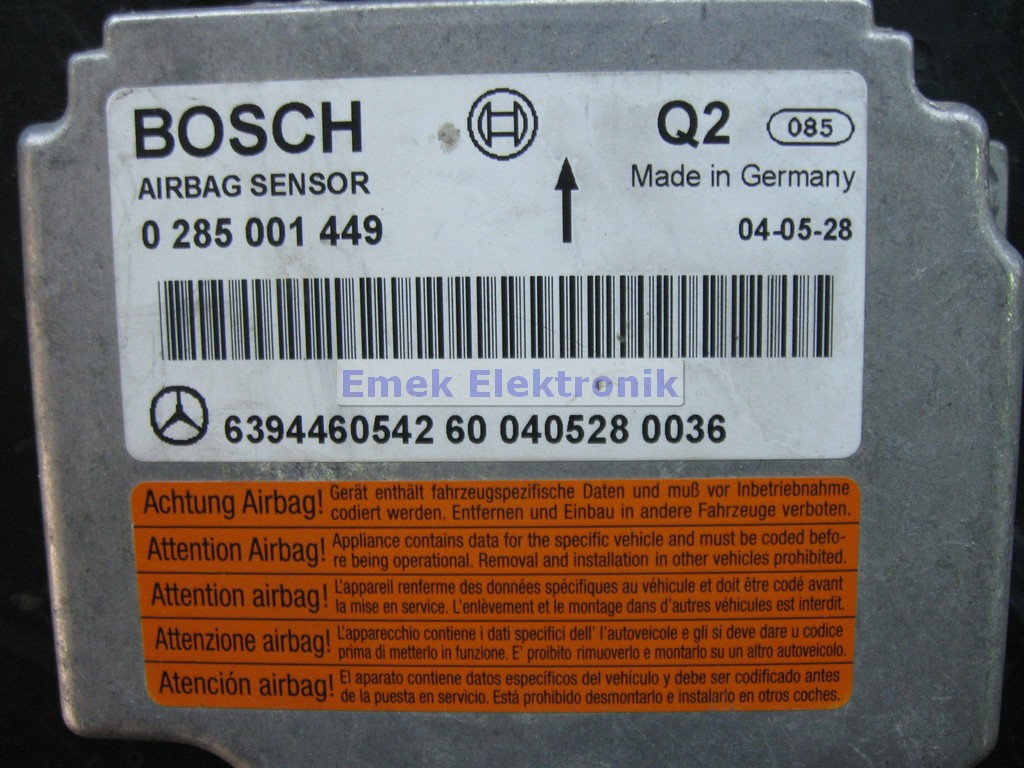 BOSCH
Q2
085
AIRBAG SENSOR
Made in Germany
0 285 001 449
04-05-28
Emek Elektronik
6394460542 60 0405280 0036
Achtung Airbag! Gerät enthält fahrzeugspezifische Daten und muß vor Inbetriebnahme
codiert werden. Entfernen und Einbau in andere Fahrzeuge verboten.
Attention Airbag! Appliance contains data for the specific vehicle and must be coded befo-
re being operational. Removal and installation in other vehicles prohibited.
Attention airbag! L'appareil renferme des données spécifiques au véhicule et doit être codé avant
la mise en service. L'enlèvement et le montage dans d'autres véhicules est interdit.
Attenzione airbag! L'apparecchio contiene i dati specifici dell' l'autoveicole e gli si deve dare u codice
prima di metterlo in funzione. E' proibito rimuoverlo e montarlo su un altro autoveicolo.
Atención airbag! El aparato contiene datos específicos del vehículo y debe ser codificado antes
de la puesta en servicio. Está prohibido desmontarlo e instalarlo en otros coches.